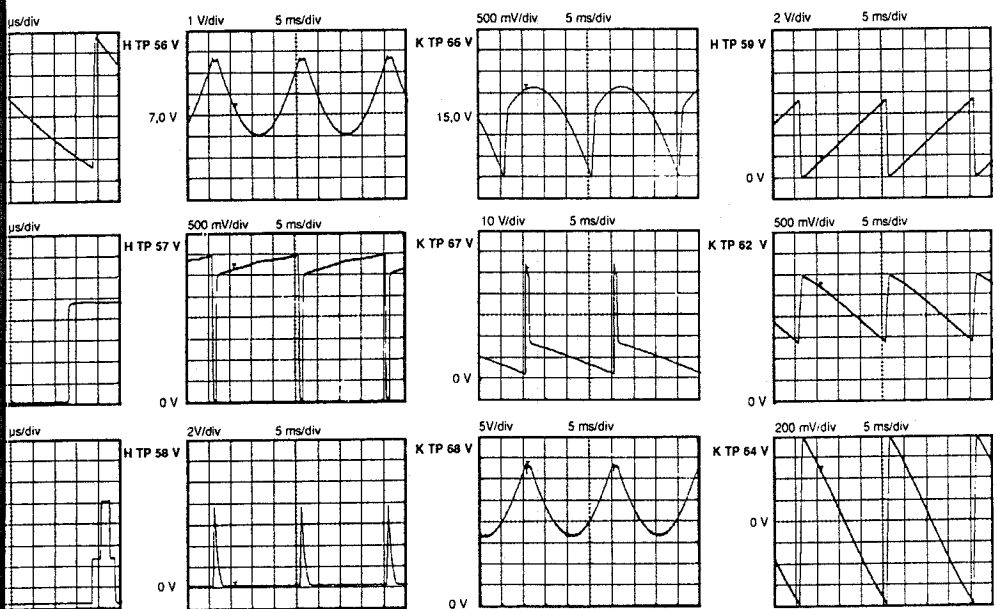 µs/div
1 V/div 5 ms/div
500 mV/div 5 ms/div
2 V/div 5 ms/div
H TP 56 V
7,0 V
K TP 66 V
15,0 V
H TP 59 V
0 V
µs/div
500 mV/div 5 ms/div
10 V/div 5 ms/div
500 mV/div 5 ms/div
H TP 57 V
0 V
K TP 67 V
0 V
K TP 62 V
0 V
µs/div
2V/div 5 ms/div
5V/div 5 ms/div
200 mV/div 5 ms/div
H TP 58 V
0 V
K TP 68 V
0 V
K TP 64 V
0 V